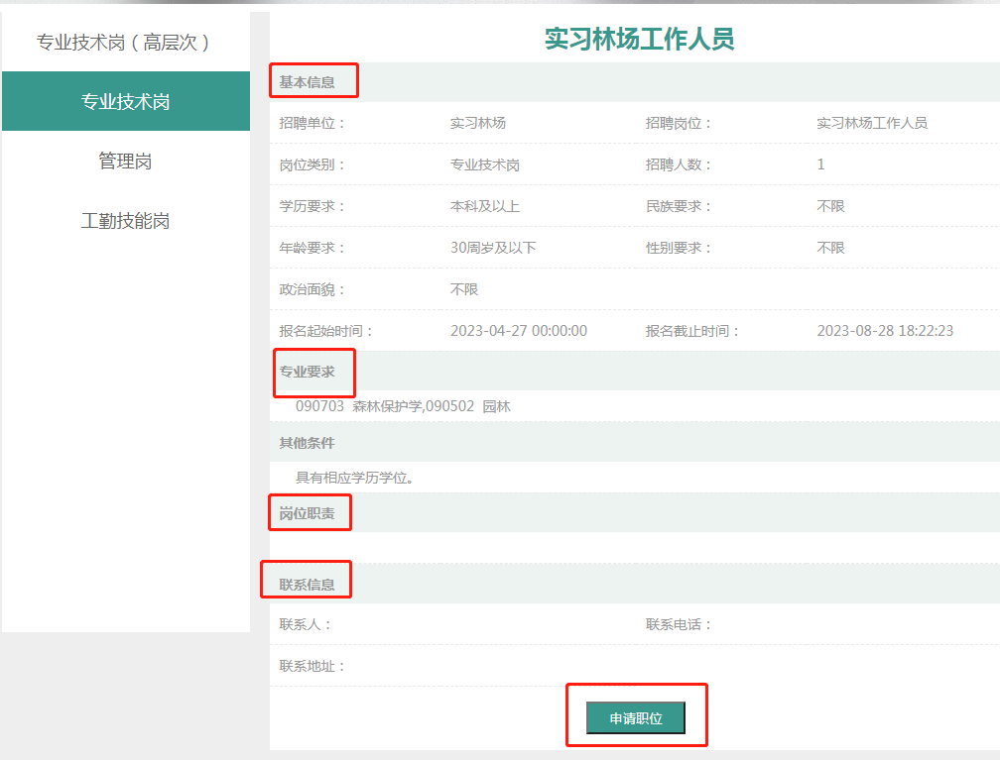 专业技术岗（高层次）
专业技术岗
管理岗
工勤技能岗
实习林场工作人员
基本信息
招聘单位： 实习林场 招聘岗位： 实习林场工作人员
岗位类别： 专业技术岗 招聘人数： 1
学历要求： 本科及以上 民族要求： 不限
年龄要求： 30周岁及以下 性别要求： 不限
政治面貌： 不限
报名起始时间： 2023-04-27 00:00:00 报名截止时间： 2023-08-28 18:22:23
专业要求
090703 森林保护学,090502 园林
其他条件
具有相应学历学位。
岗位职责
联系信息
联系人： 联系电话：
联系地址：
申请职位